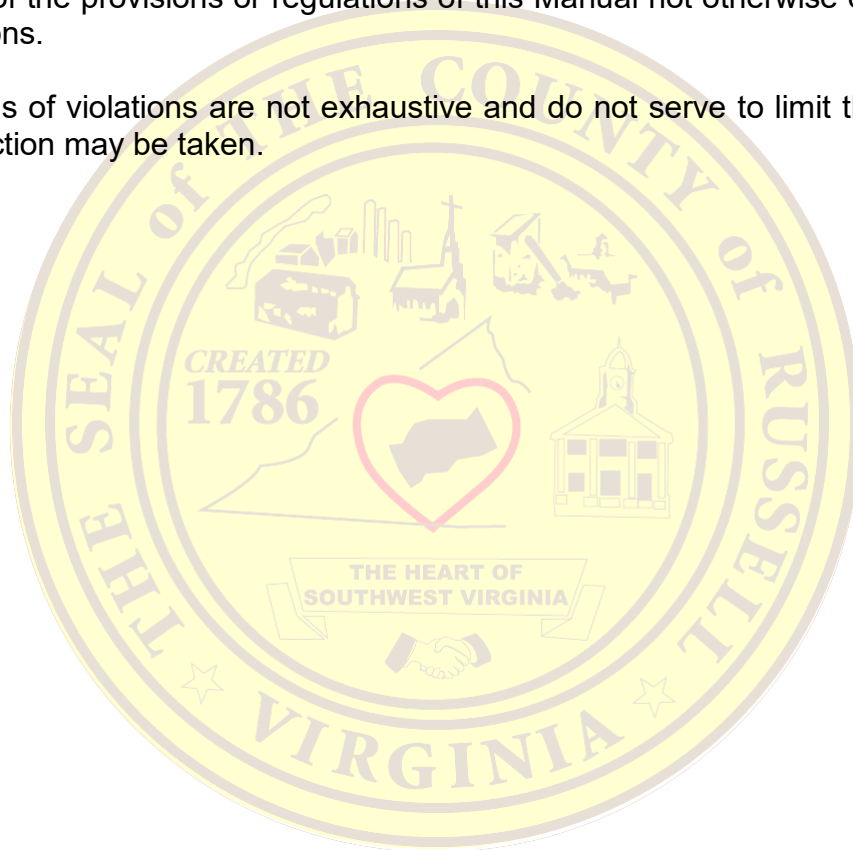 of the provisions or regulations of this Manual not otherwise
ons.
s of violations are not exhaustive and do not serve to limit
ction may be taken.
THE SEAL of THE COUNTY of RUSSELL
CREATED
1786
THE HEART OF
SOUTHWEST VIRGINIA
VIRGINIA